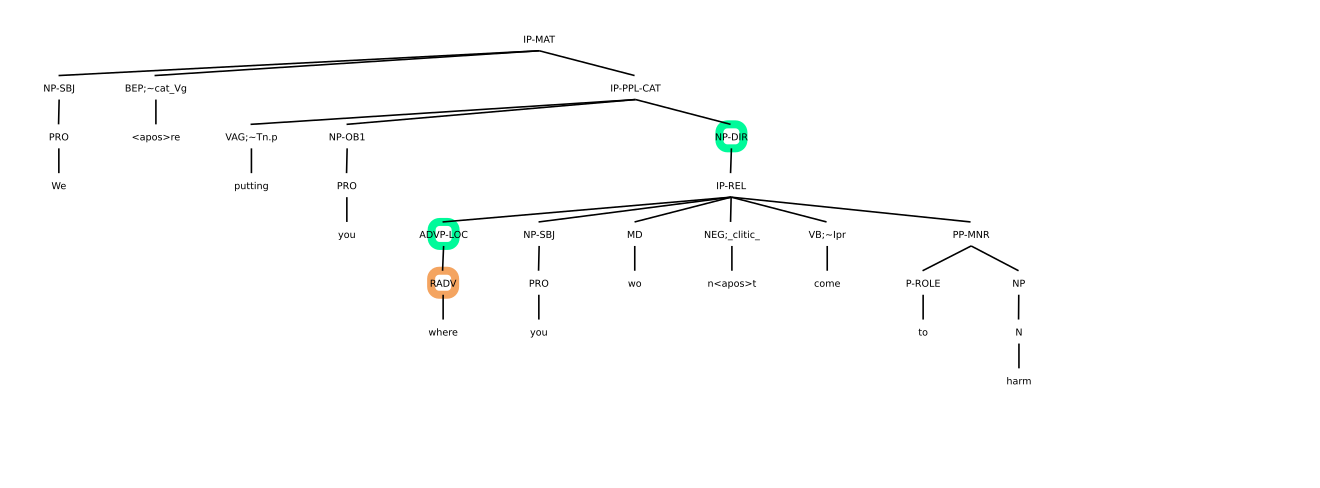 IP-MAT
NP-SBJ BEP;~cat_Vg IP-PPL-CAT
PRO <apos>re VAG;~Tn.p NP-OB1 NP-DIR
We putting PRO IP-REL
you ADVP-LOC NP-SBJ MD NEG;_clitic_ VB;~Ipr PP-MNR
RADV PRO wo n<apos>t come P-ROLE NP
where you to N
harm